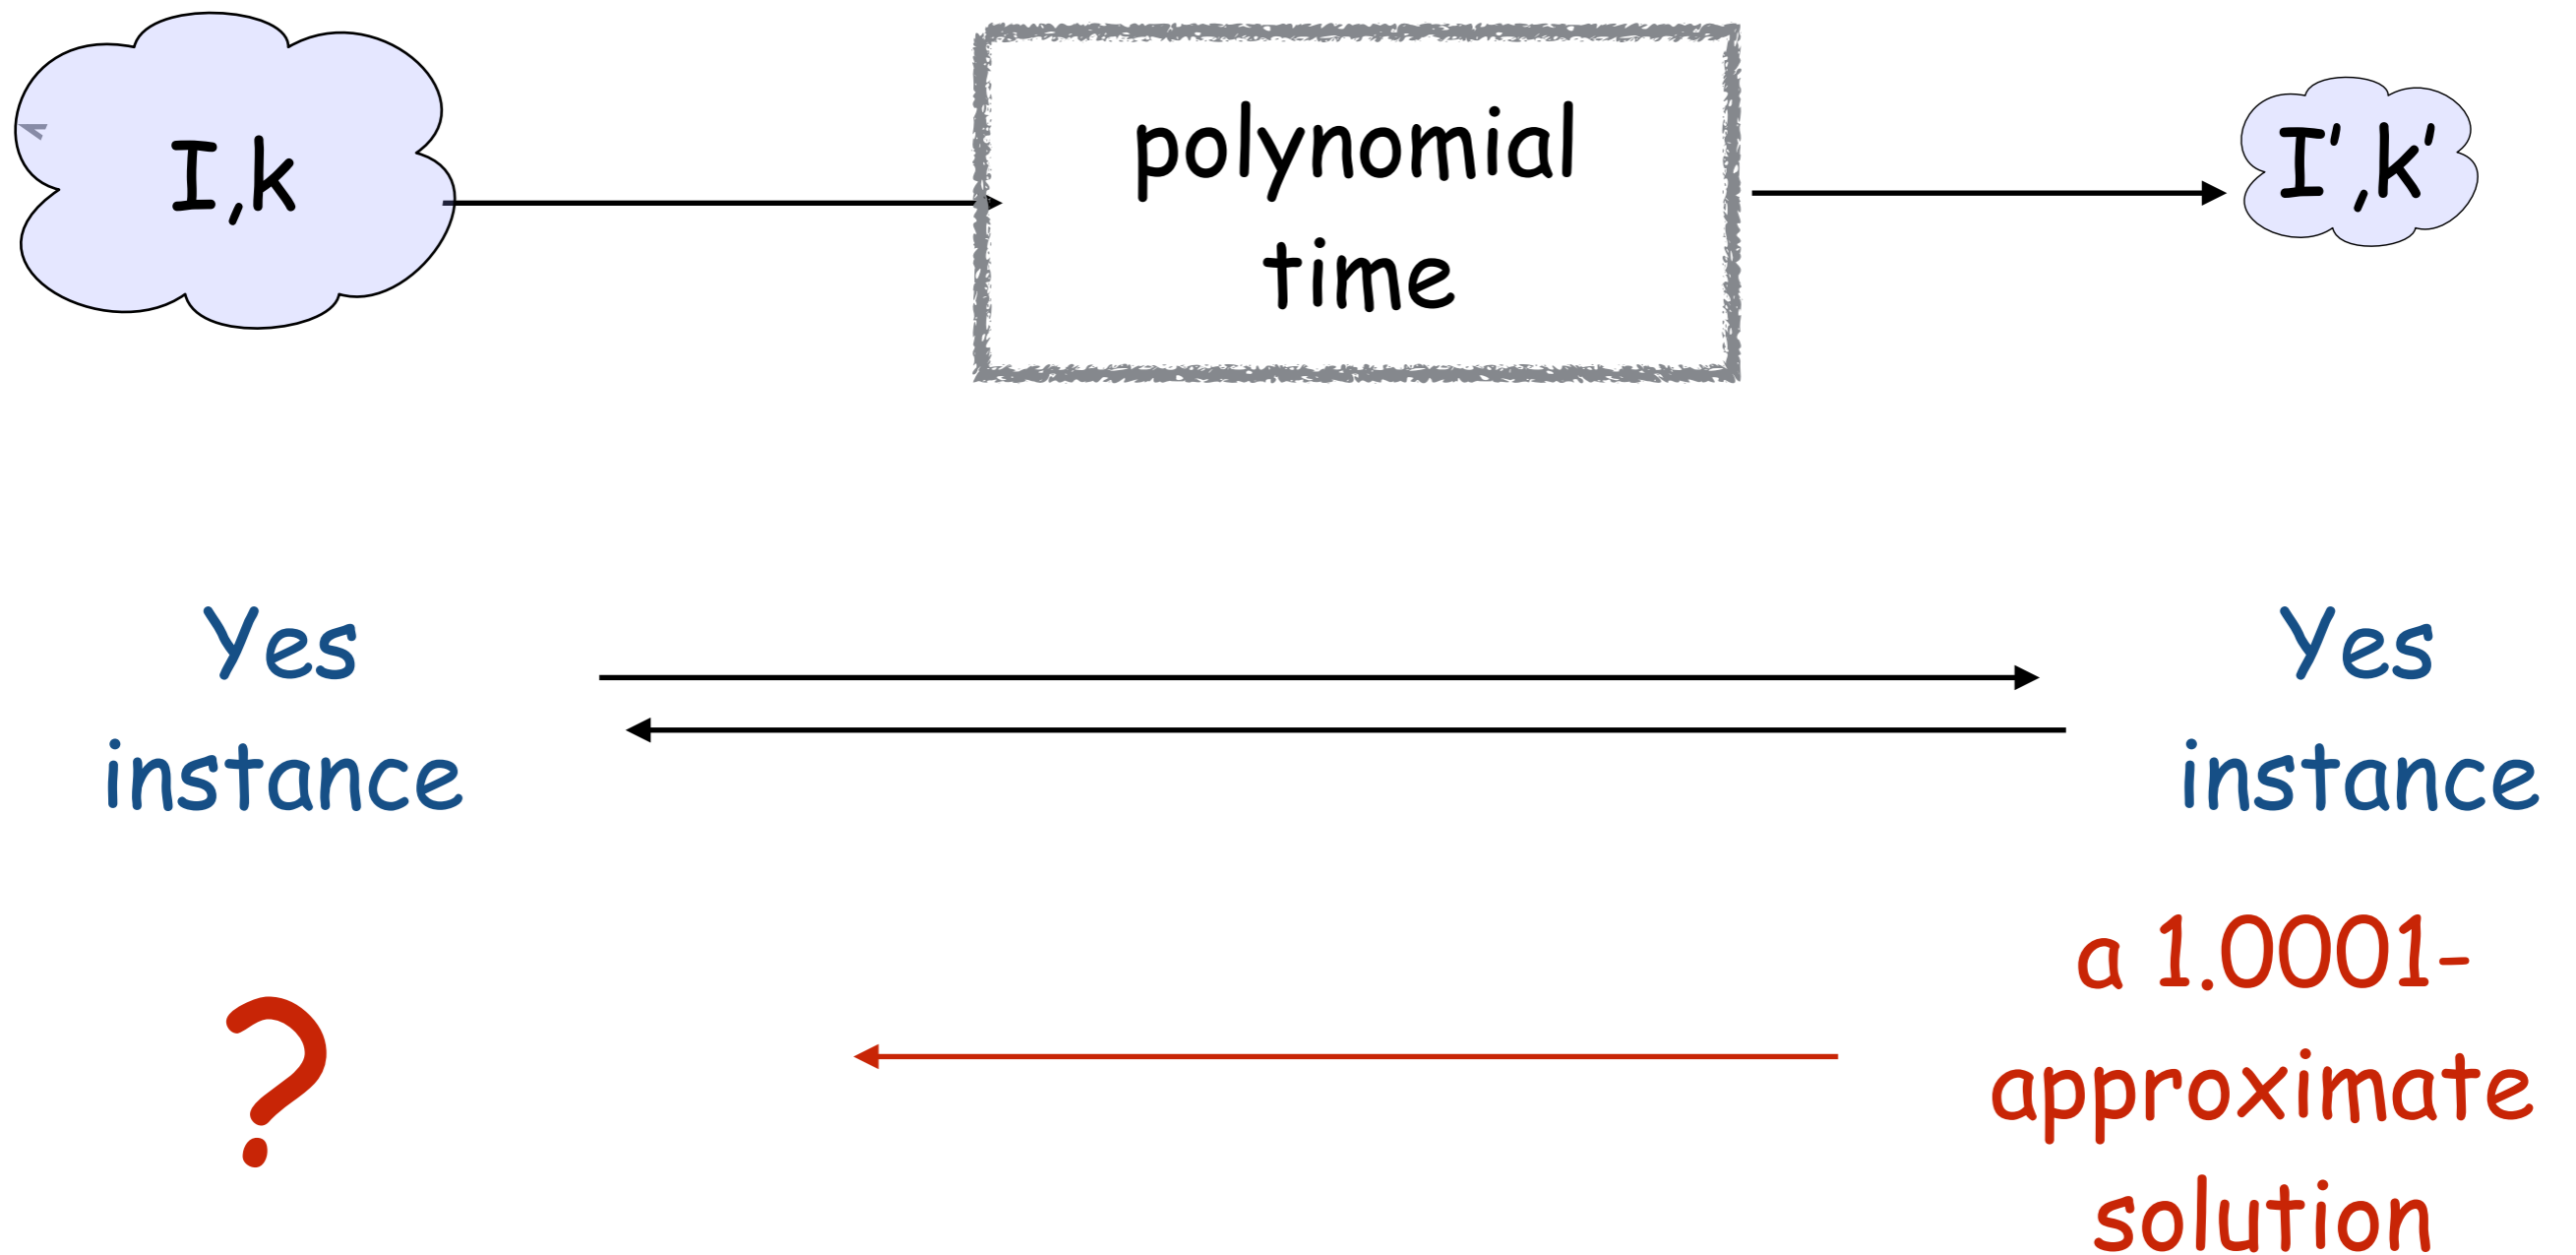 I,k
polynomial
time
I',k'
Yes
instance
Yes
instance
?
a 1.0001-
approximate
solution